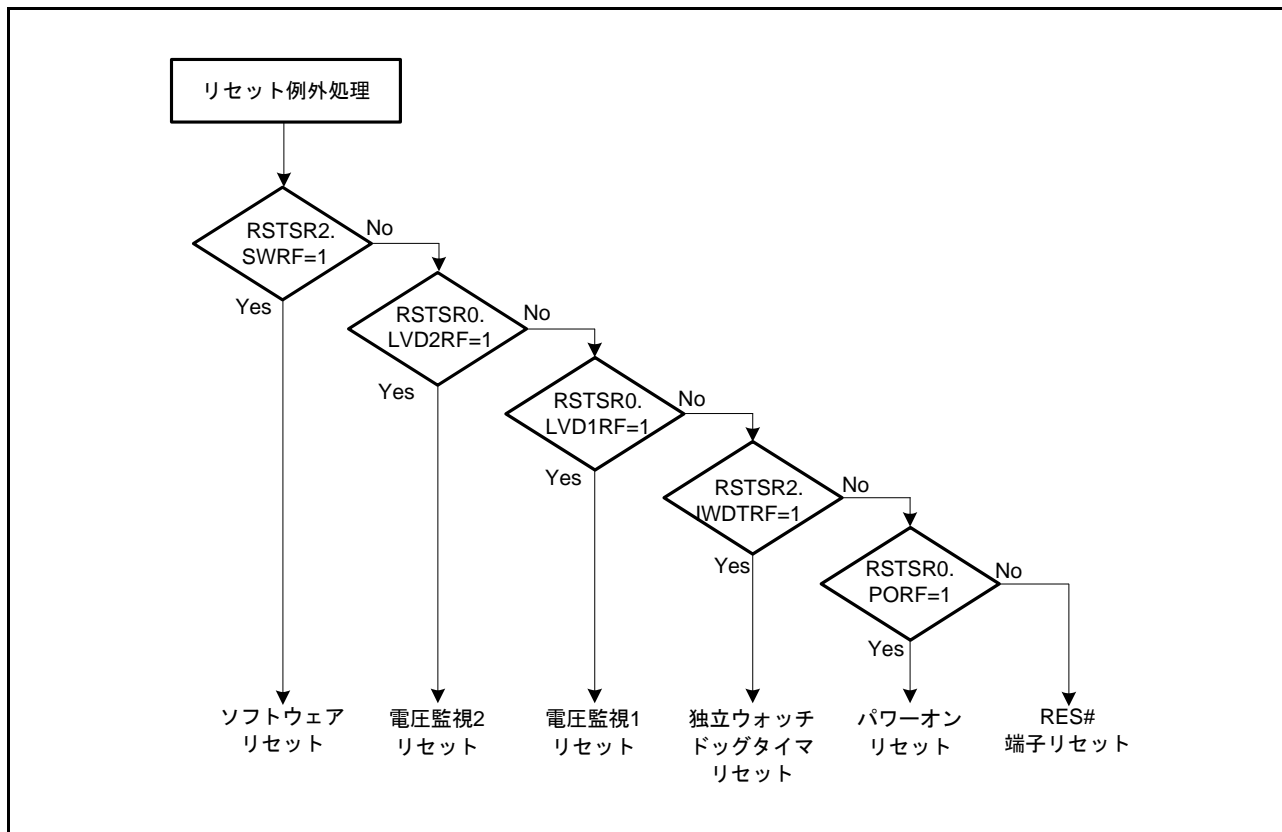 リセット例外処理
RSTSR2.
SWRF=1
No
Yes
RSTSR0.
LVD2RF=1
No
Yes
RSTSR0.
LVD1RF=1
No
Yes
RSTSR2.
IWDTRF=1
No
Yes
RSTSR0.
PORF=1
No
Yes
ソフトウェア
リセット
電圧監視2
リセット
電圧監視1
リセット
独立ウォッチ
ドッグタイマ
リセット
パワーオン
リセット
RES#
端子リセット